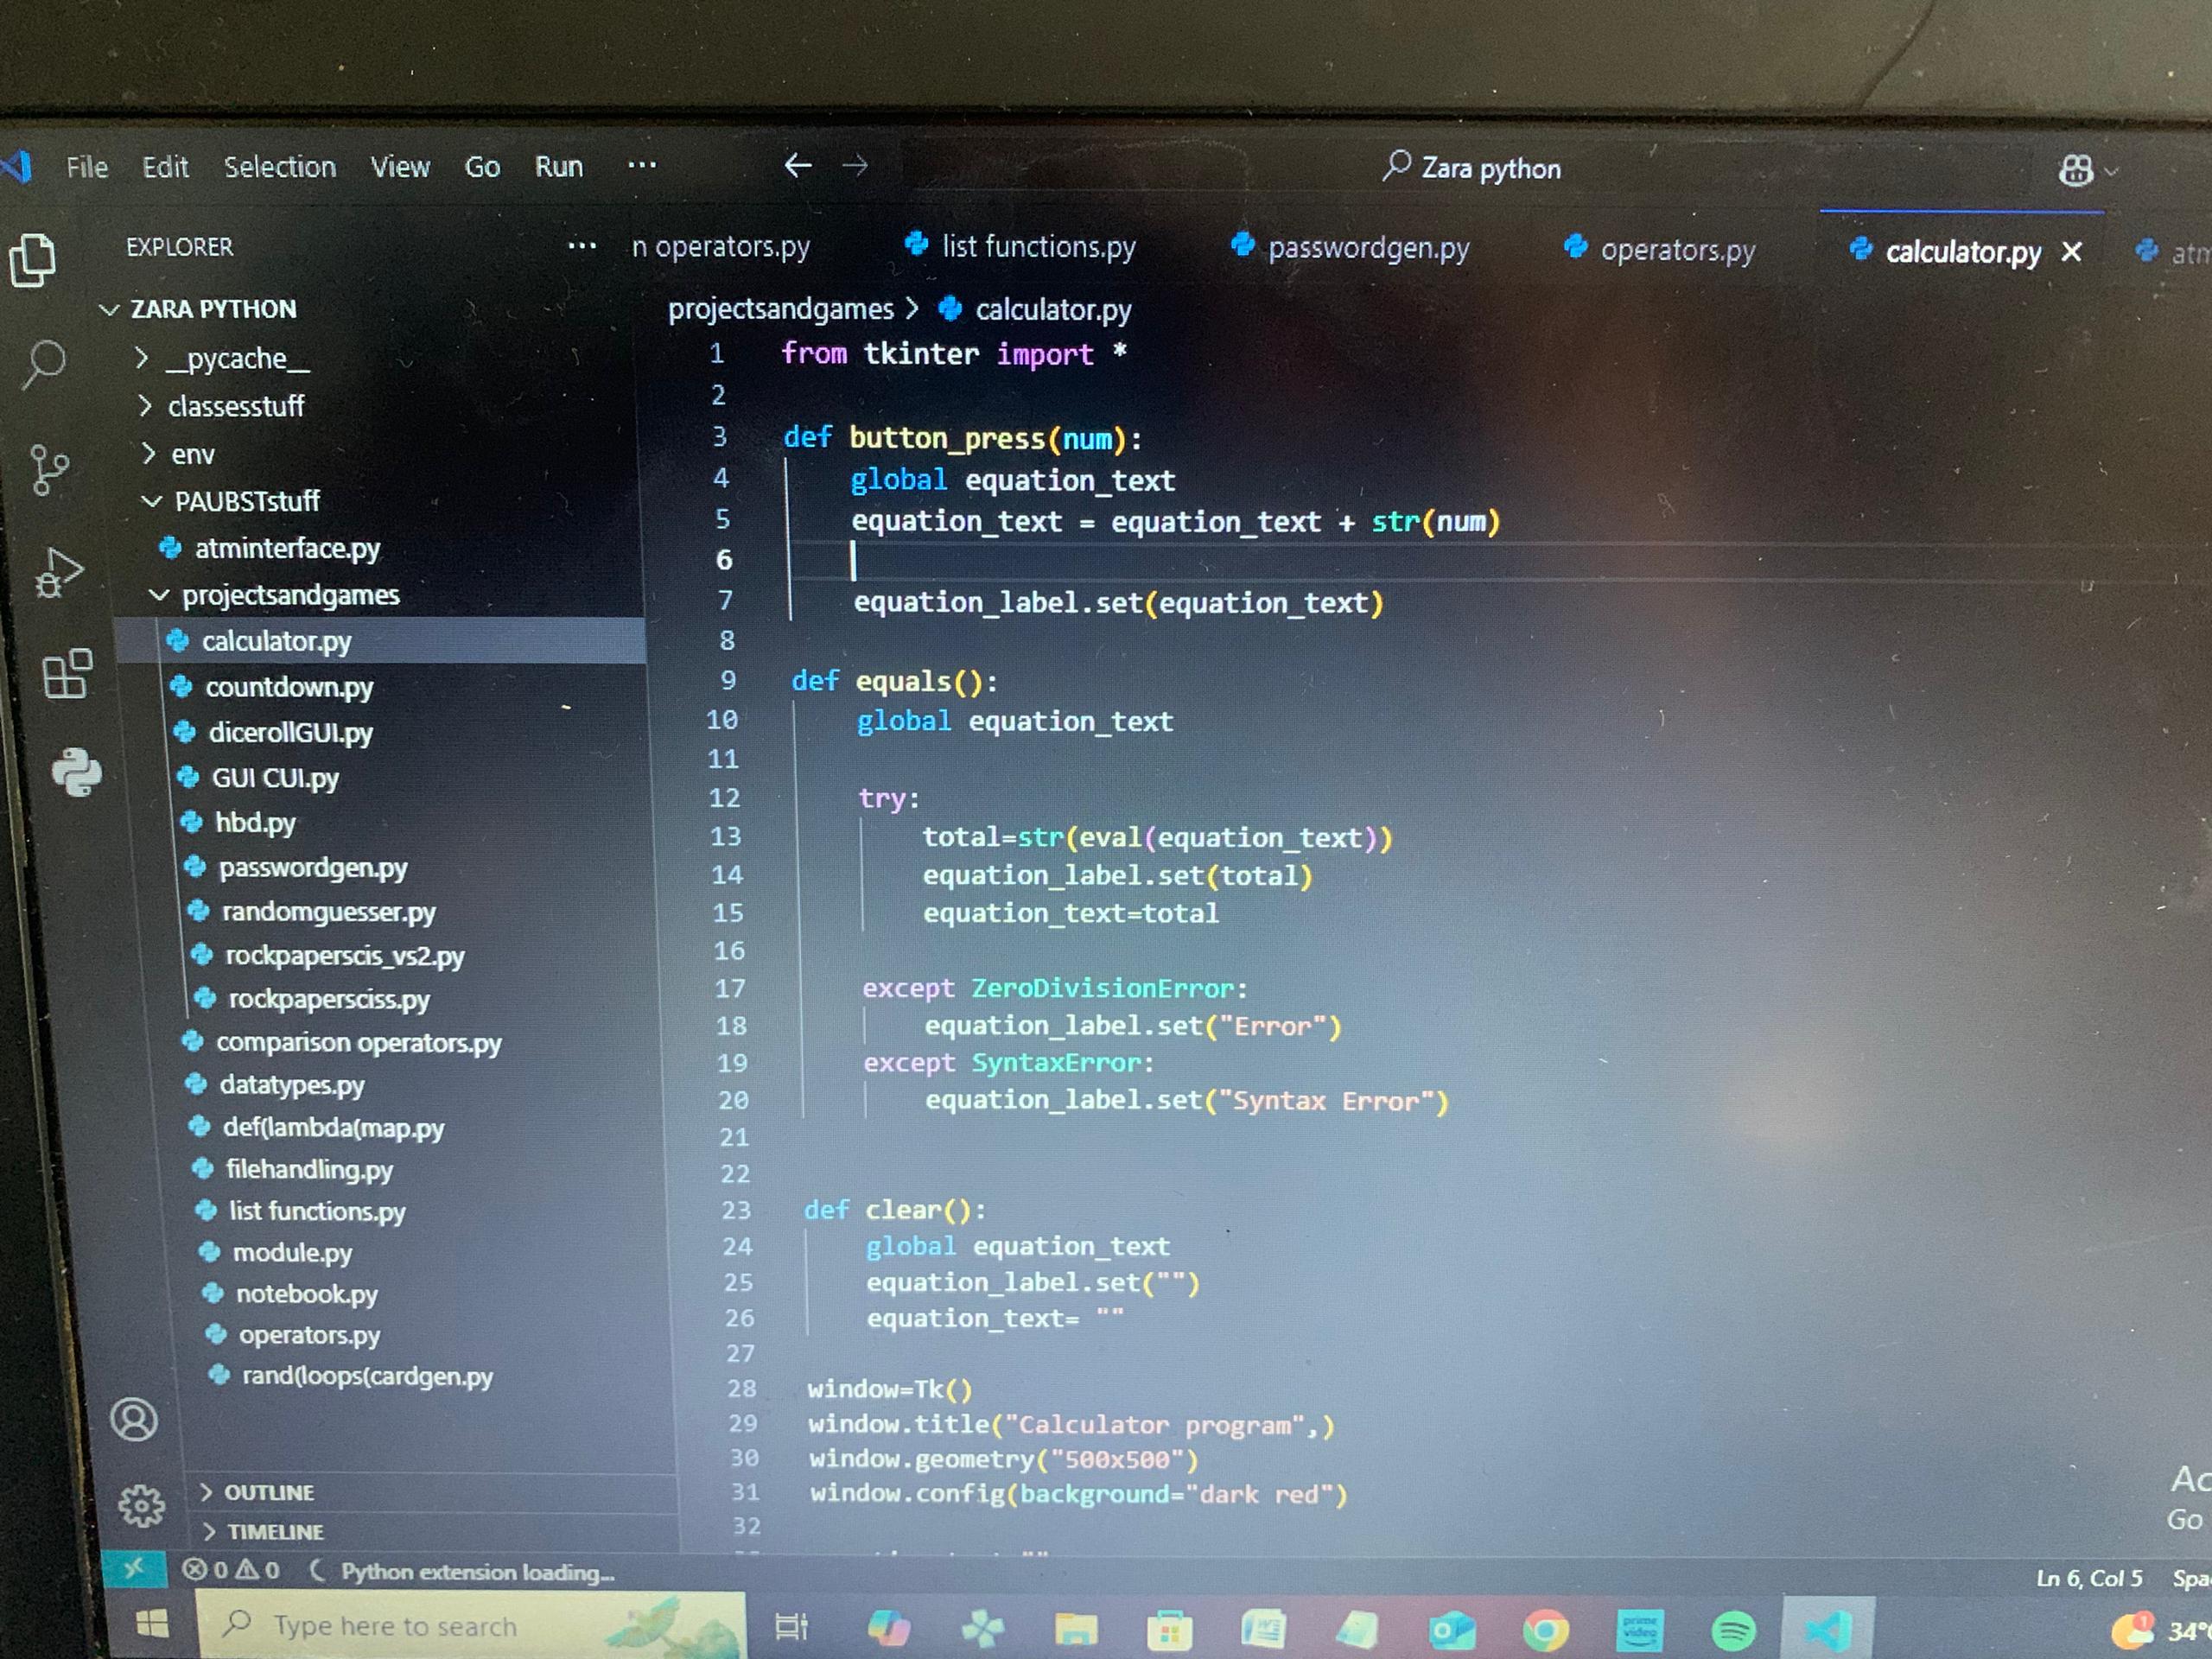 File Edit Selection View Go Run ... Zara python
EXPLORER ...
ZARA PYTHON
__pycache__
classesstuff
env
PAUBSTstuff
atminterface.py
projectsandgames
calculator.py
countdown.py
dicerollGUI.py
GUI CUI.py
hbd.py
passwordgen.py
randomguesser.py
rockpaperscis_vs2.py
rockpapersciss.py
comparison operators.py
datatypes.py
def(lambda(map.py
filehandling.py
list functions.py
module.py
notebook.py
operators.py
rand(loops(cardgen.py
OUTLINE
TIMELINE
n operators.py list functions.py passwordgen.py operators.py calculator.py atm
projectsandgames > calculator.py
1 from tkinter import *
2
3 def button_press(num):
4 global equation_text
5 equation_text = equation_text + str(num)
6
7 equation_label.set(equation_text)
8
9 def equals():
10 global equation_text
11
12 try:
13 total=str(eval(equation_text))
14 equation_label.set(total)
15 equation_text=total
16
17 except ZeroDivisionError:
18 equation_label.set("Error")
19 except SyntaxError:
20 equation_label.set("Syntax Error")
21
22
23 def clear():
24 global equation_text
25 equation_label.set("")
26 equation_text= ""
27
28 window=Tk()
29 window.title("Calculator program",)
30 window.geometry("500x500")
31 window.config(background="dark red")
32
Ac
Go
0 0 Python extension loading... Ln 6, Col 5 Spa
Type here to search prime video 1 34°